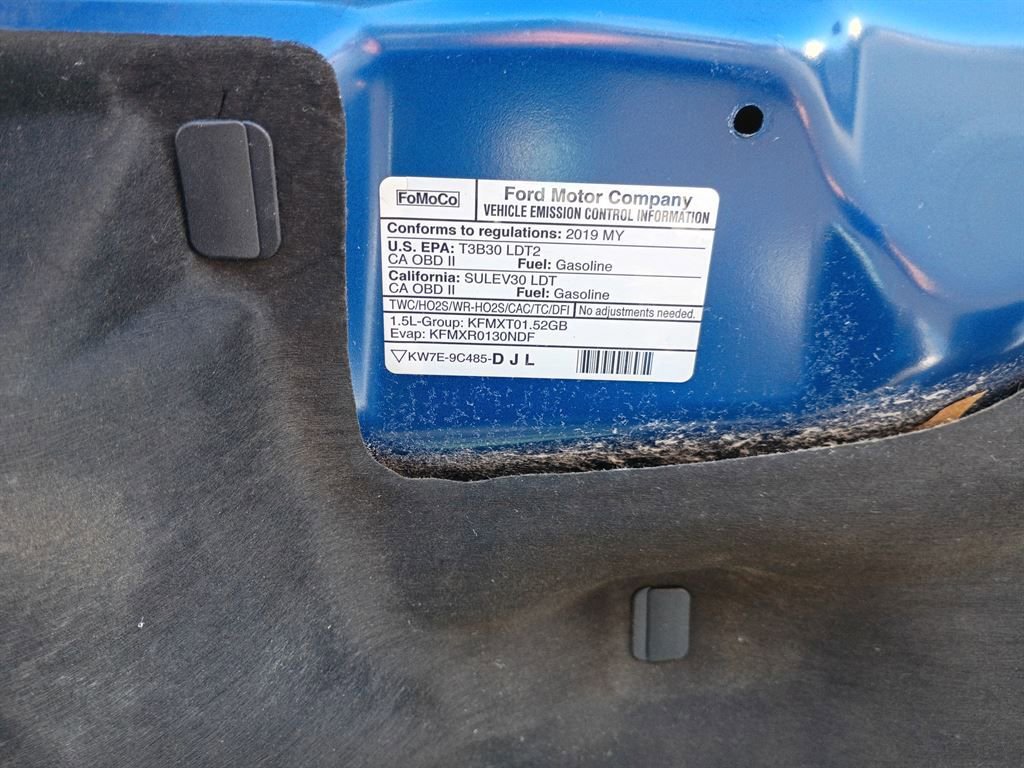 FoMoCo
Ford Motor Company
VEHICLE EMISSION CONTROL INFORMATION
Conforms to regulations: 2019 MY
U.S. EPA: T3B30 LDT2
CA OBD II Fuel: Gasoline
California: SULEV30 LDT
CA OBD II Fuel: Gasoline
TWC/HO2S/WR-HO2S/CAC/TC/DFI No adjustments needed.
1.5L-Group: KFMXT01.52GB
Evap: KFMXR0130NDF
KW7E-9C485-D J L